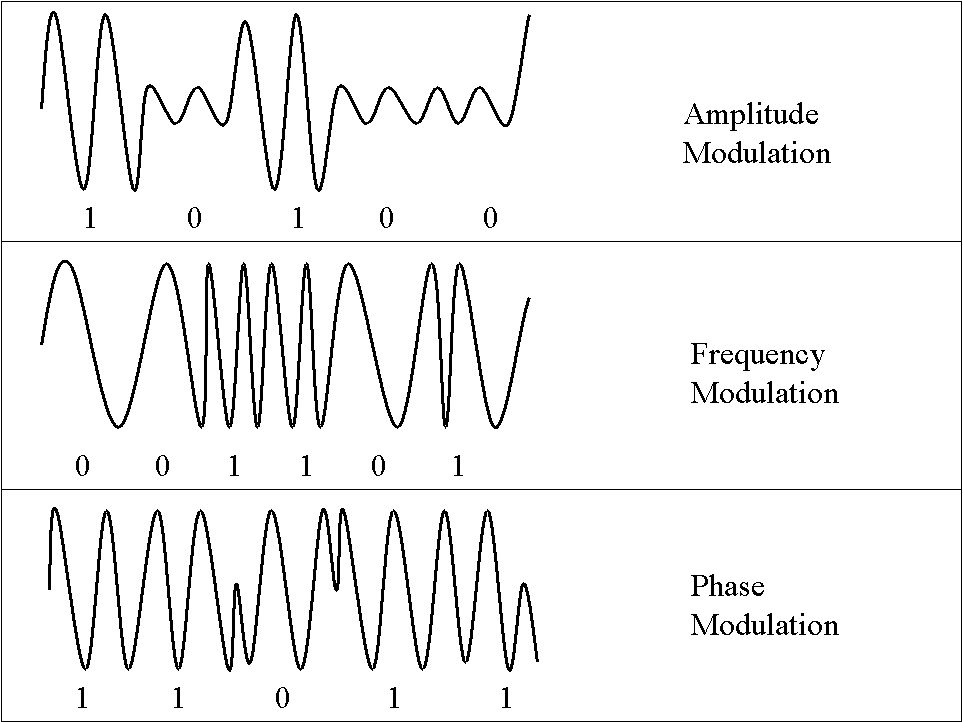 Amplitude
Modulation
1 0 1 0 0
Frequency
Modulation
0 0 1 1 0 1
Phase
Modulation
1 1 0 1 1